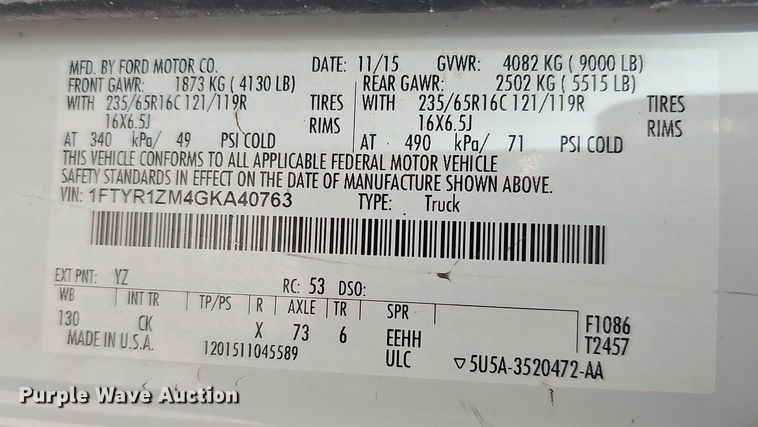 MFD. BY FORD MOTOR CO. DATE: 11/15 GVWR: 4082 KG ( 9000 LB)
FRONT GAWR: 1873 KG ( 4130 LB) REAR GAWR: 2502 KG ( 5515 LB)
WITH 235/65R16C 121/119R TIRES WITH 235/65R16C 121/119R TIRES
16X6.5J RIMS 16X6.5J RIMS
AT 340 kPa/ 49 PSI COLD AT 490 kPa/ 71 PSI COLD
THIS VEHICLE CONFORMS TO ALL APPLICABLE FEDERAL MOTOR VEHICLE
SAFETY STANDARDS IN EFFECT ON THE DATE OF MANUFACTURE SHOWN ABOVE.
VIN: 1FTYR1ZM4GKA40763 TYPE: Truck
EXT PNT: YZ RC: 53 DSO:
WB INT TR TP/PS R AXLE TR SPR
130 CK X 73 6 EEHH F1086
MADE IN U.S.A. 1201511045589 ULC ▽5U5A-3520472-AA T2457
Purple Wave Auction